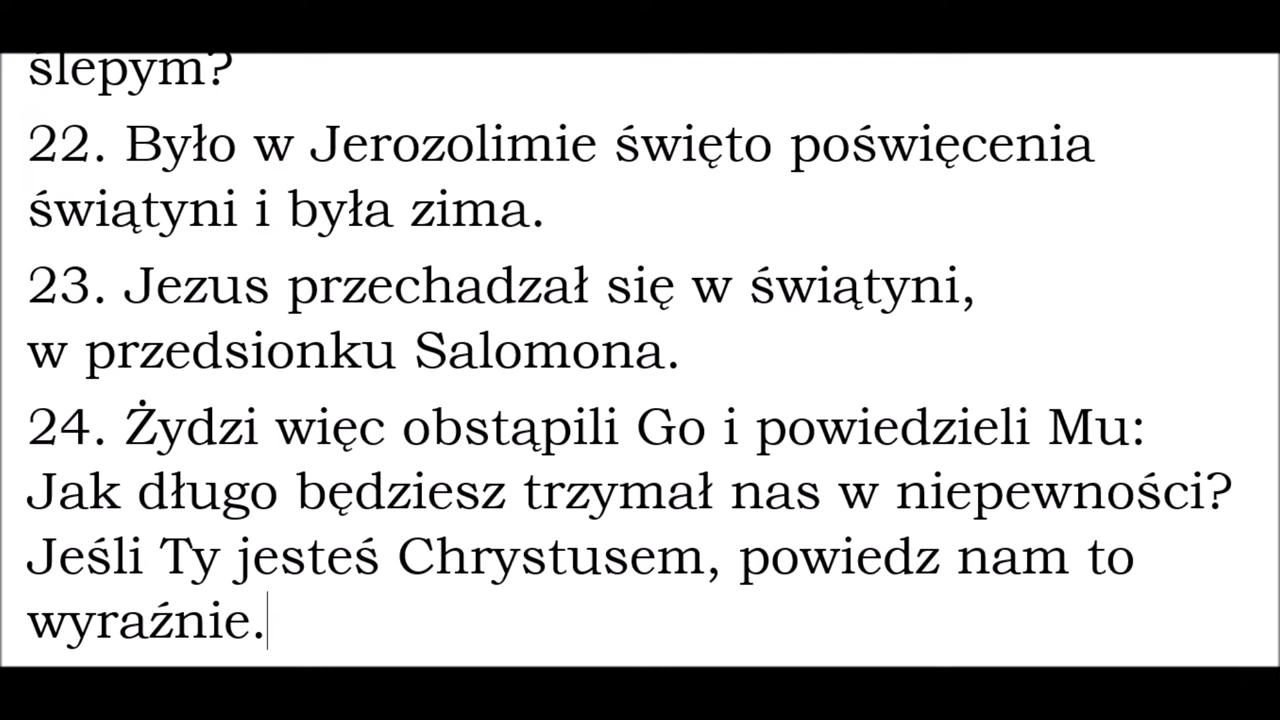 ślepym?
22. Było w Jerozolimie święto poświęcenia
świątyni i była zima.
23. Jezus przechadzał się w świątyni,
w przedsionku Salomona.
24. Żydzi więc obstąpili Go i powiedzieli Mu:
Jak długo będziesz trzymał nas w niepewności?
Jeśli Ty jesteś Chrystusem, powiedz nam to
wyraźnie.